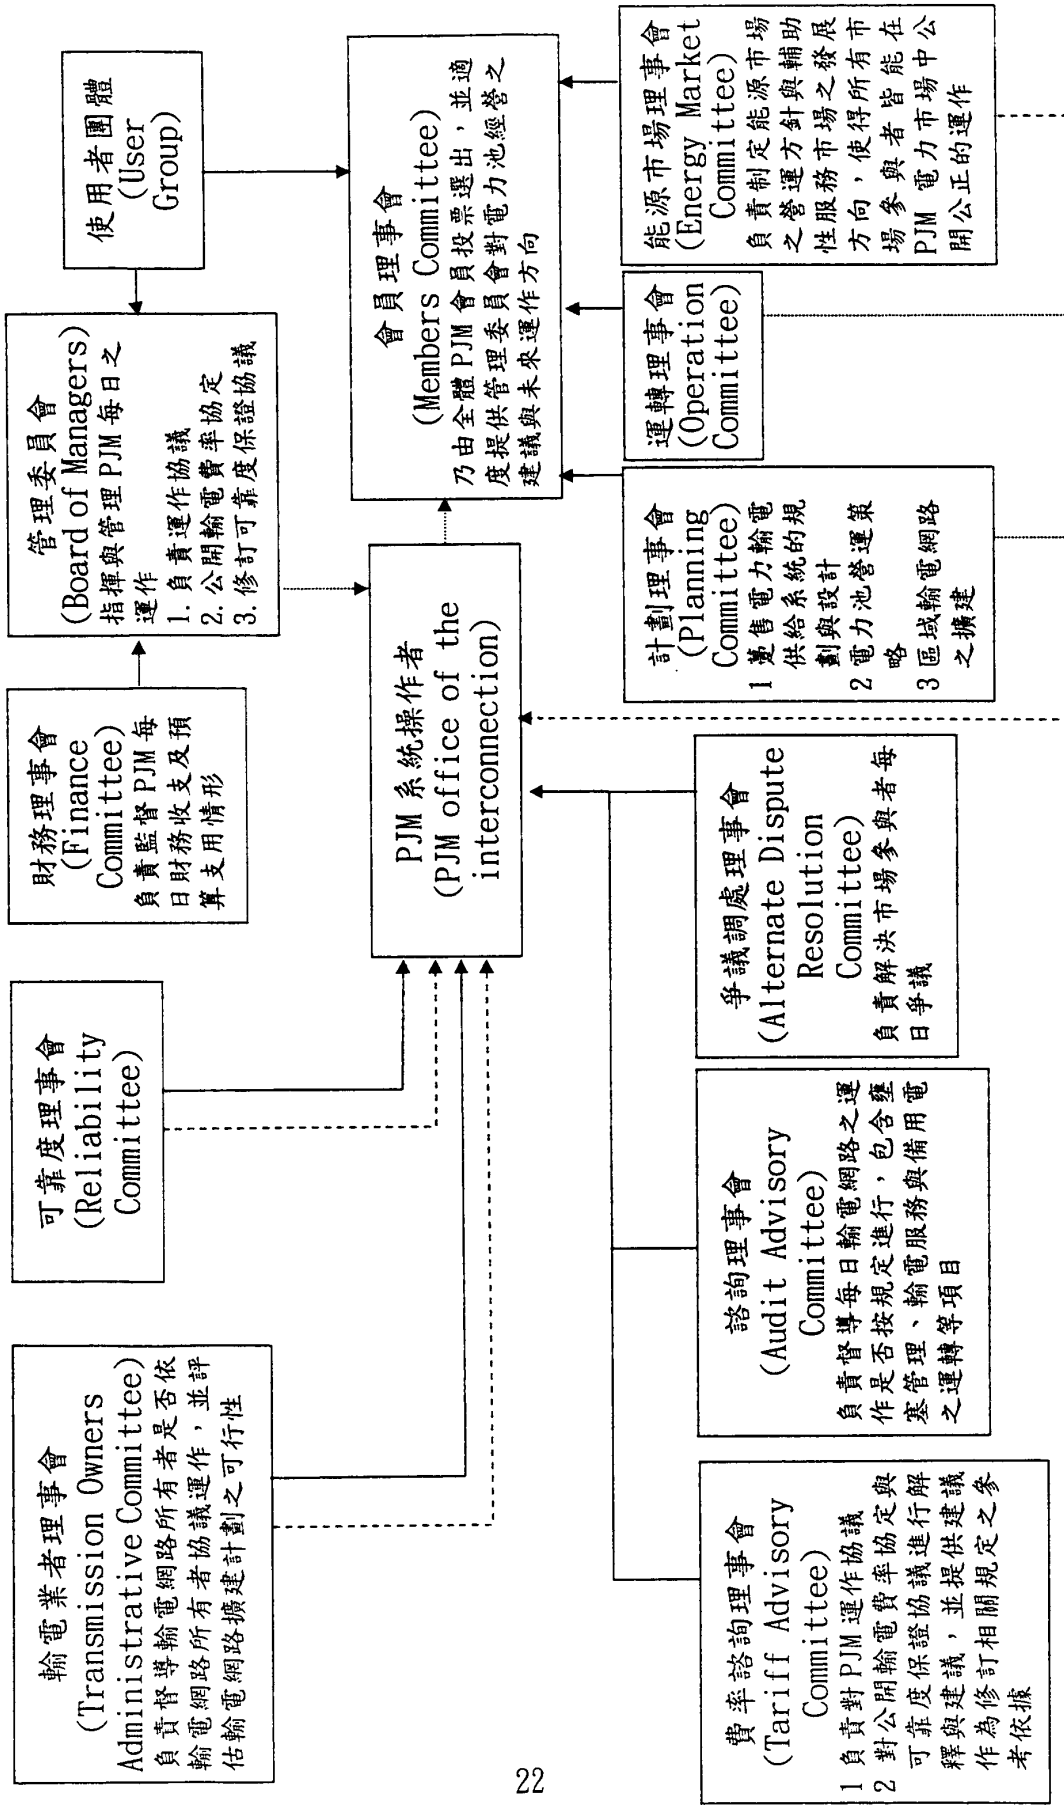 輸電業者理事會
(Transmission Owners
Administrative Committee)
負責督導輸電網路所有者是否依
輸電網路所有者協議運作，並評
估輸電網路擴建計劃之可行性
可靠度理事會
(Reliability
Committee)
財務理事會
(Finance
Committee)
負責監督PJM每
日財務收支及預
算支用情形
管理委員會
(Board of Managers)
指揮與管理PJM每日之
運作
1. 負責運作協議
2. 公開輸電費率協定
3. 修訂可靠度保證協議
使用者團體
(User
Group)
PJM系統操作者
(PJM office of the
interconnection)
會員理事會
(Members Committee)
乃由全體PJM會員投票選出，並適
度提供管理委員會對電力池經營之
建議與未來運作方向
費率諮詢理事會
(Tariff Advisory
Committee)
1 負責對PJM運作協議
2 對公開輸電費率協定與
可靠度保證協議進行解
釋與建議，並提供建議
作為修訂相關規定之參
考依據
諮詢理事會
(Audit Advisory
Committee)
負責督導每日輸電網路之運
作是否按規定進行，包含壅
塞管理、輸電服務與備用電
之運轉等項目
爭議調處理事會
(Alternate Dispute
Resolution
Committee)
負責解決市場參與者每
日爭議
計劃理事會
(Planning
Committee)
1 躉售電力輸電
供給系統的規
劃與設計
2 電力池營運策
略
3 區域輸電網路
之擴建
運轉理事會
(Operation
Committee)
能源市場理事會
(Energy Market
Committee)
負責制定能源市場
之營運方針與輔助
性服務市場之發展
方向，使得所有市
場參與者皆能在
PJM電力市場中公
開公正的運作
22